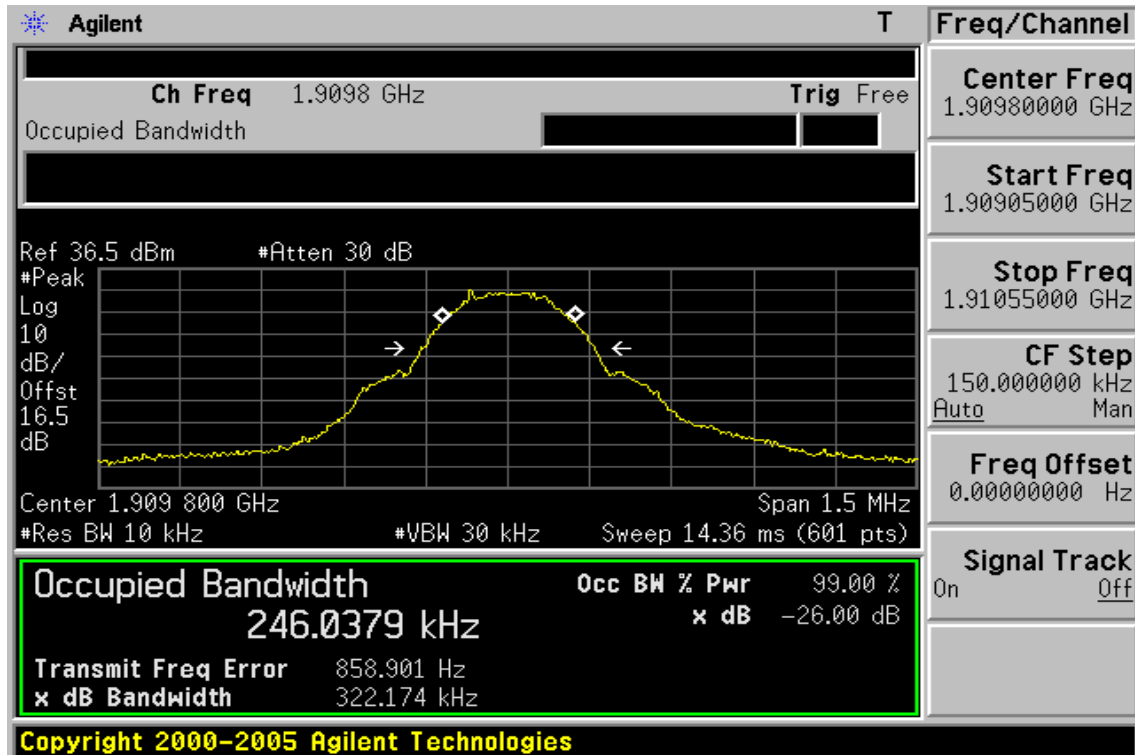 Agilent T
Freq/Channel
Ch Freq 1.9098 GHz Trig Free
Occupied Bandwidth
Center Freq
1.90980000 GHz
Start Freq
1.90905000 GHz
Stop Freq
1.91055000 GHz
CF Step
150.000000 kHz
Auto Man
Freq Offset
0.00000000 Hz
Signal Track
On Off
Ref 36.5 dBm #Atten 30 dB
#Peak
Log
10
dB/
Offst
16.5
dB
Center 1.909 800 GHz Span 1.5 MHz
#Res BW 10 kHz #VBW 30 kHz Sweep 14.36 ms (601 pts)
Occupied Bandwidth
246.0379 kHz
Occ BW % Pwr 99.00 %
x dB -26.00 dB
Transmit Freq Error 858.901 Hz
x dB Bandwidth 322.174 kHz
Copyright 2000-2005 Agilent Technologies